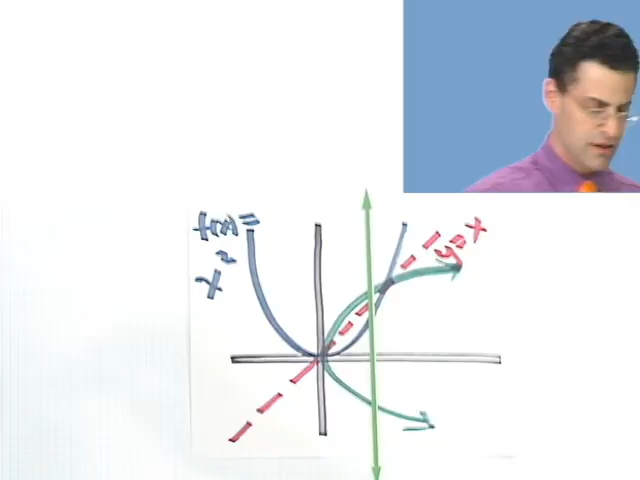 f(x)=
x²
y=x